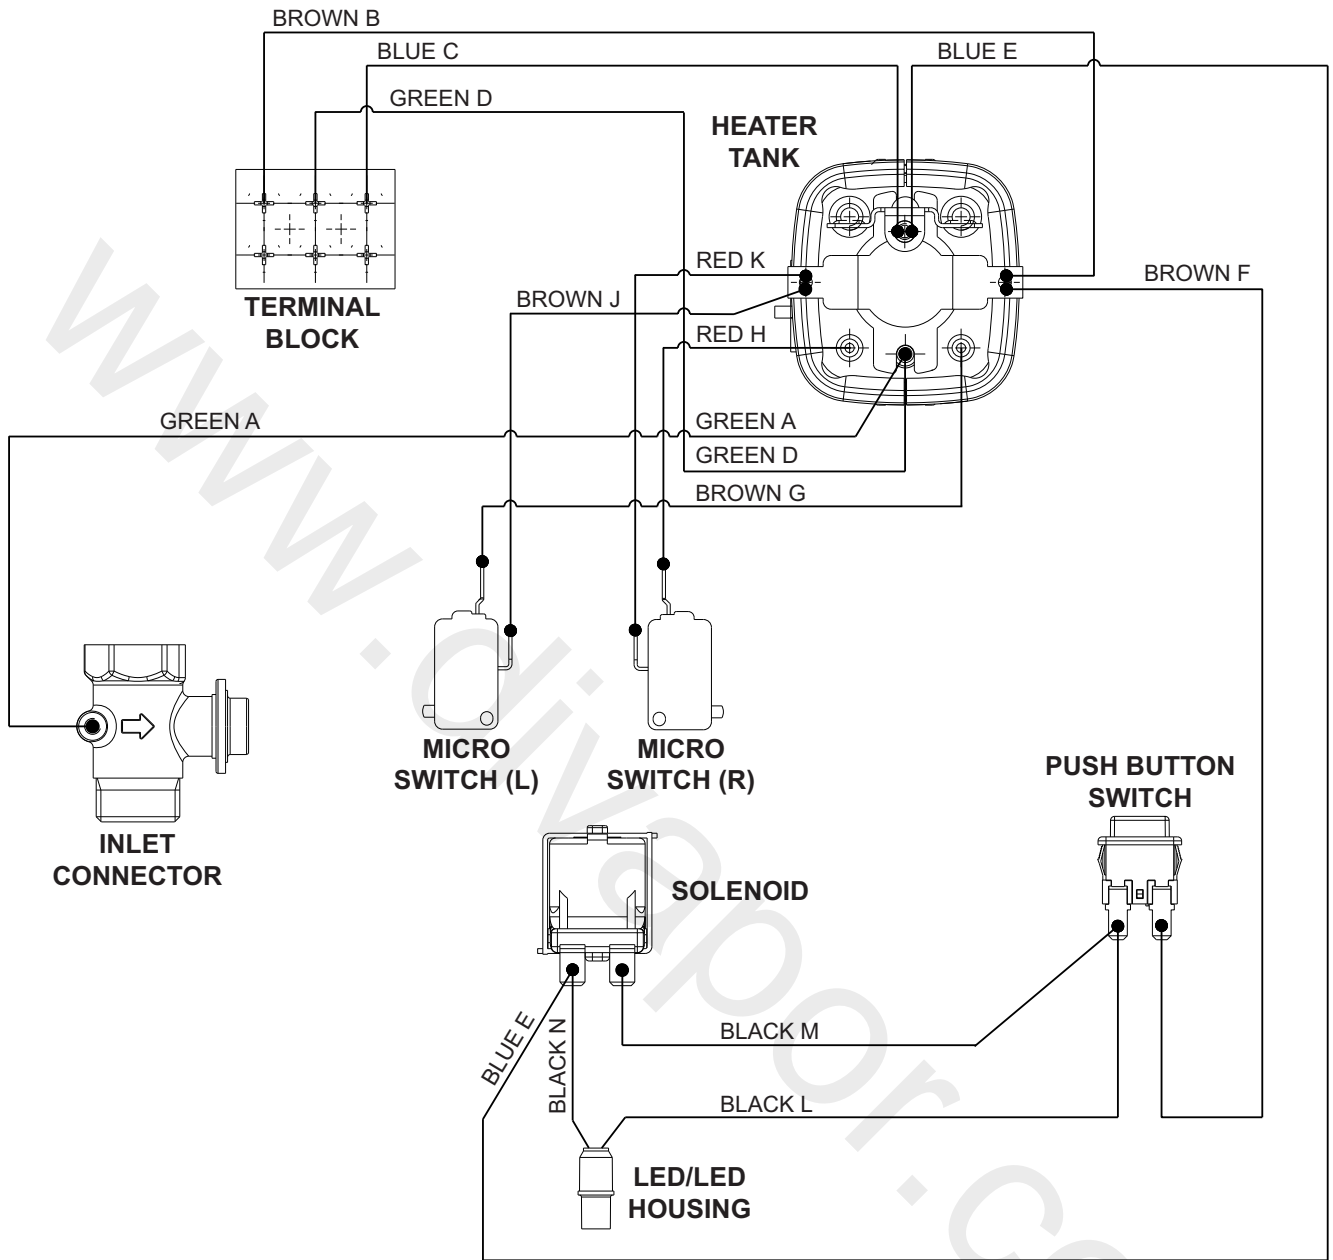 BROWN B
BLUE C
BLUE E
GREEN D
HEATER
TANK
RED K
BROWN F
BROWN J
TERMINAL
BLOCK
RED H
GREEN A
GREEN A
GREEN D
BROWN G
MICRO
SWITCH (L)
MICRO
SWITCH (R)
PUSH BUTTON
SWITCH
INLET
CONNECTOR
SOLENOID
BLUE E
BLACK N
BLACK M
BLACK L
LED/LED
HOUSING
www.divapor.co